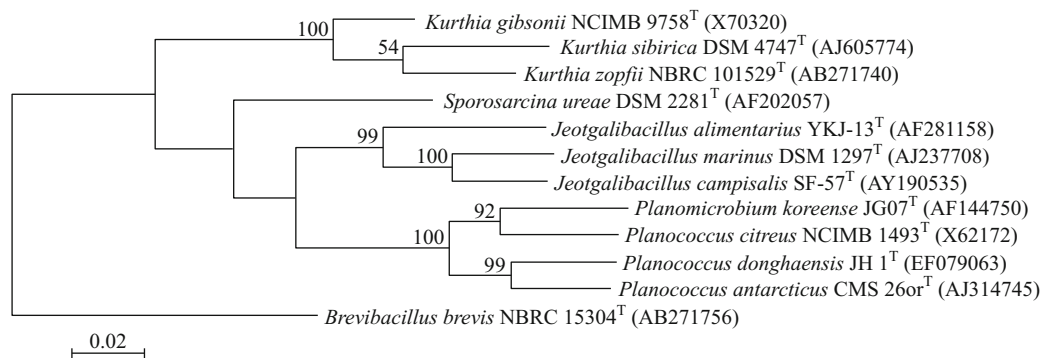 Kurthia gibsonii NCIMB 9758ᵀ (X70320)
100
54
Kurthia sibirica DSM 4747ᵀ (AJ605774)
Kurthia zopfii NBRC 101529ᵀ (AB271740)
Sporosarcina ureae DSM 2281ᵀ (AF202057)
Jeotgalibacillus alimentarius YKJ-13ᵀ (AF281158)
99
Jeotgalibacillus marinus DSM 1297ᵀ (AJ237708)
100
Jeotgalibacillus campisalis SF-57ᵀ (AY190535)
Planomicrobium koreense JG07ᵀ (AF144750)
92
Planococcus citreus NCIMB 1493ᵀ (X62172)
100
Planococcus donghaensis JH 1ᵀ (EF079063)
99
Planococcus antarcticus CMS 26orᵀ (AJ314745)
Brevibacillus brevis NBRC 15304ᵀ (AB271756)
0.02